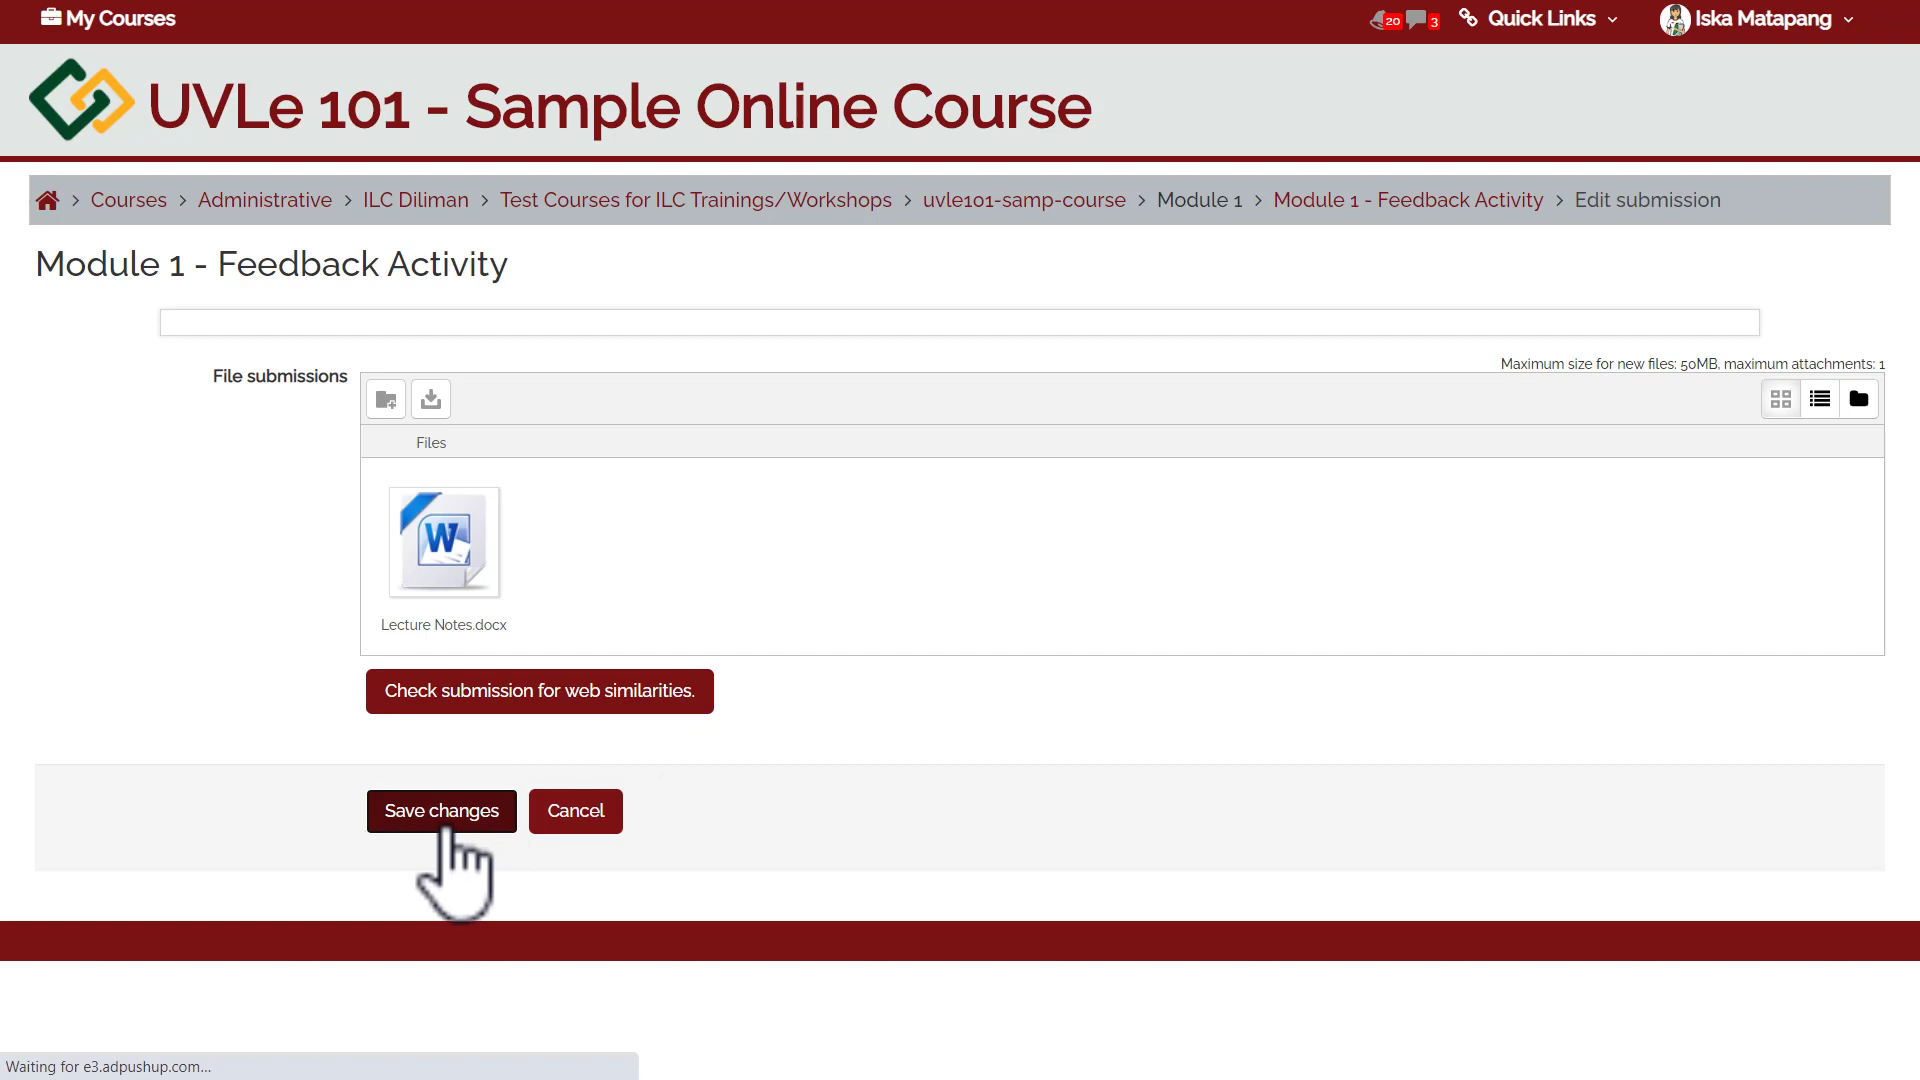 My Courses
20
3
Quick Links
Iska Matapang
UVLe 101 - Sample Online Course
Courses > Administrative > ILC Diliman > Test Courses for ILC Trainings/Workshops > uvle101-samp-course > Module 1 > Module 1 - Feedback Activity > Edit submission
Module 1 - Feedback Activity
Maximum size for new files: 50MB, maximum attachments: 1
File submissions
Files
W
Lecture Notes.docx
Check submission for web similarities.
Save changes
Cancel
Waiting for e3.adpushup.com...